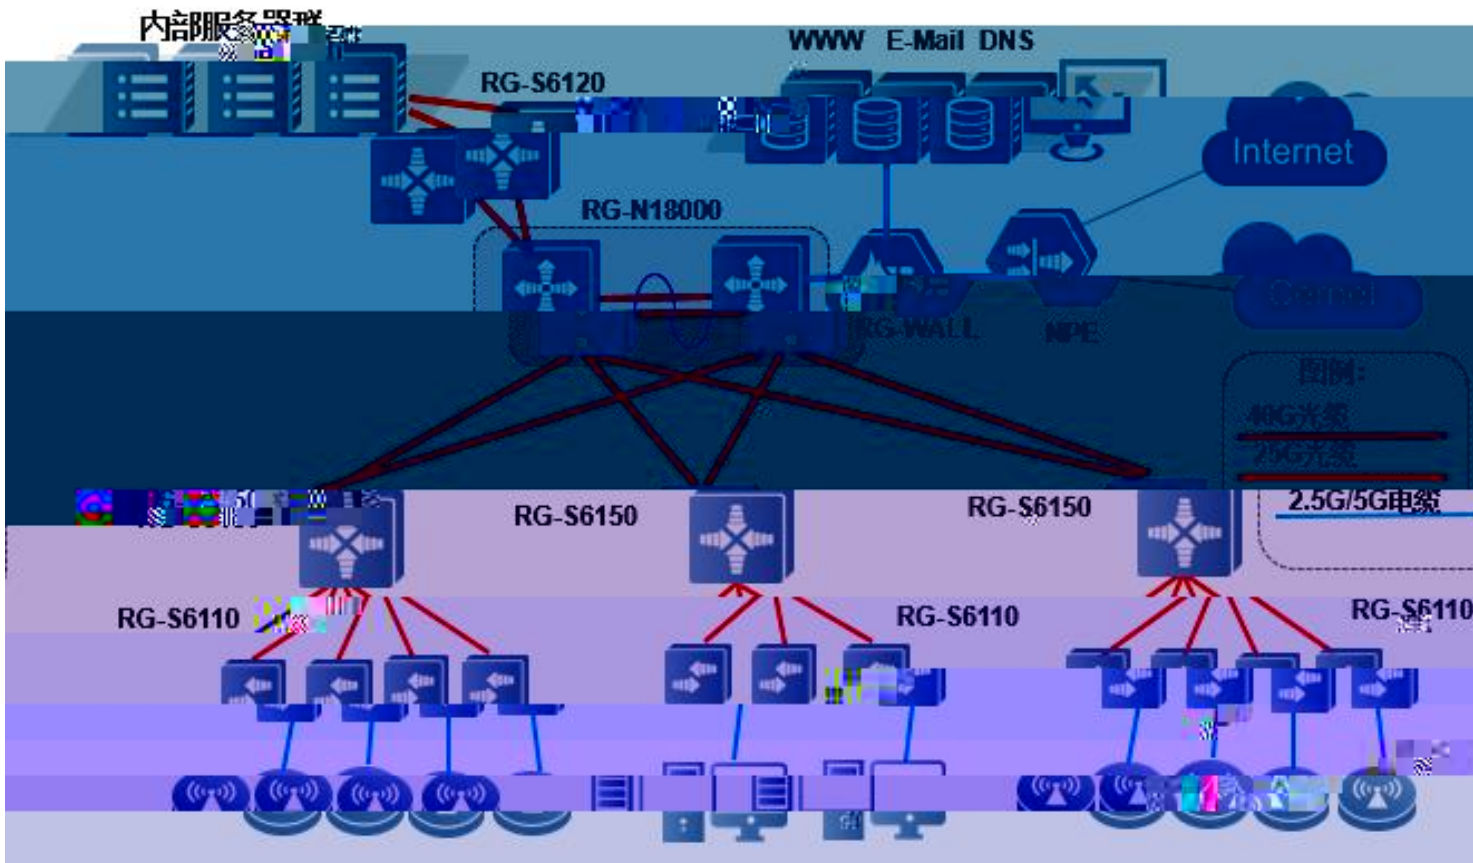 内部服务器群
WWW E-Mail DNS
RG-S6120
Internet
RG-N18000
Cernet
RG-WALL
NPE
图例:
40G光缆
25G光缆
2.5G/5G电缆
RG-S6150
RG-S6150
RG-S6110
RG-S6110
RG-S6110